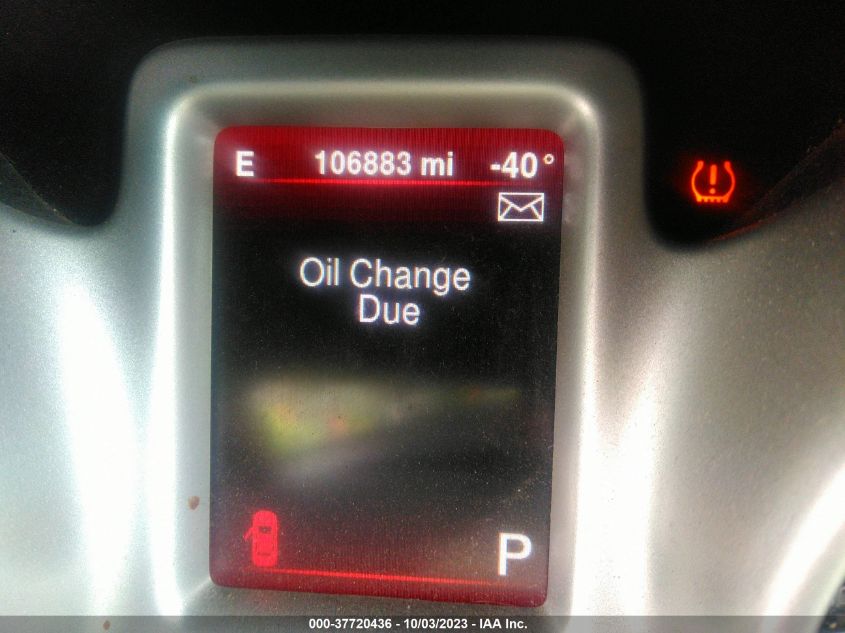 E 106883 mi -40°
Oil Change
Due
P
000-37720436 - 10/03/2023 - IAA Inc.